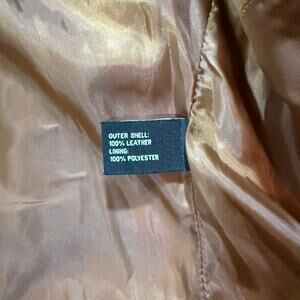 OUTER SHELL:
100% LEATHER
LINING:
100% POLYESTER